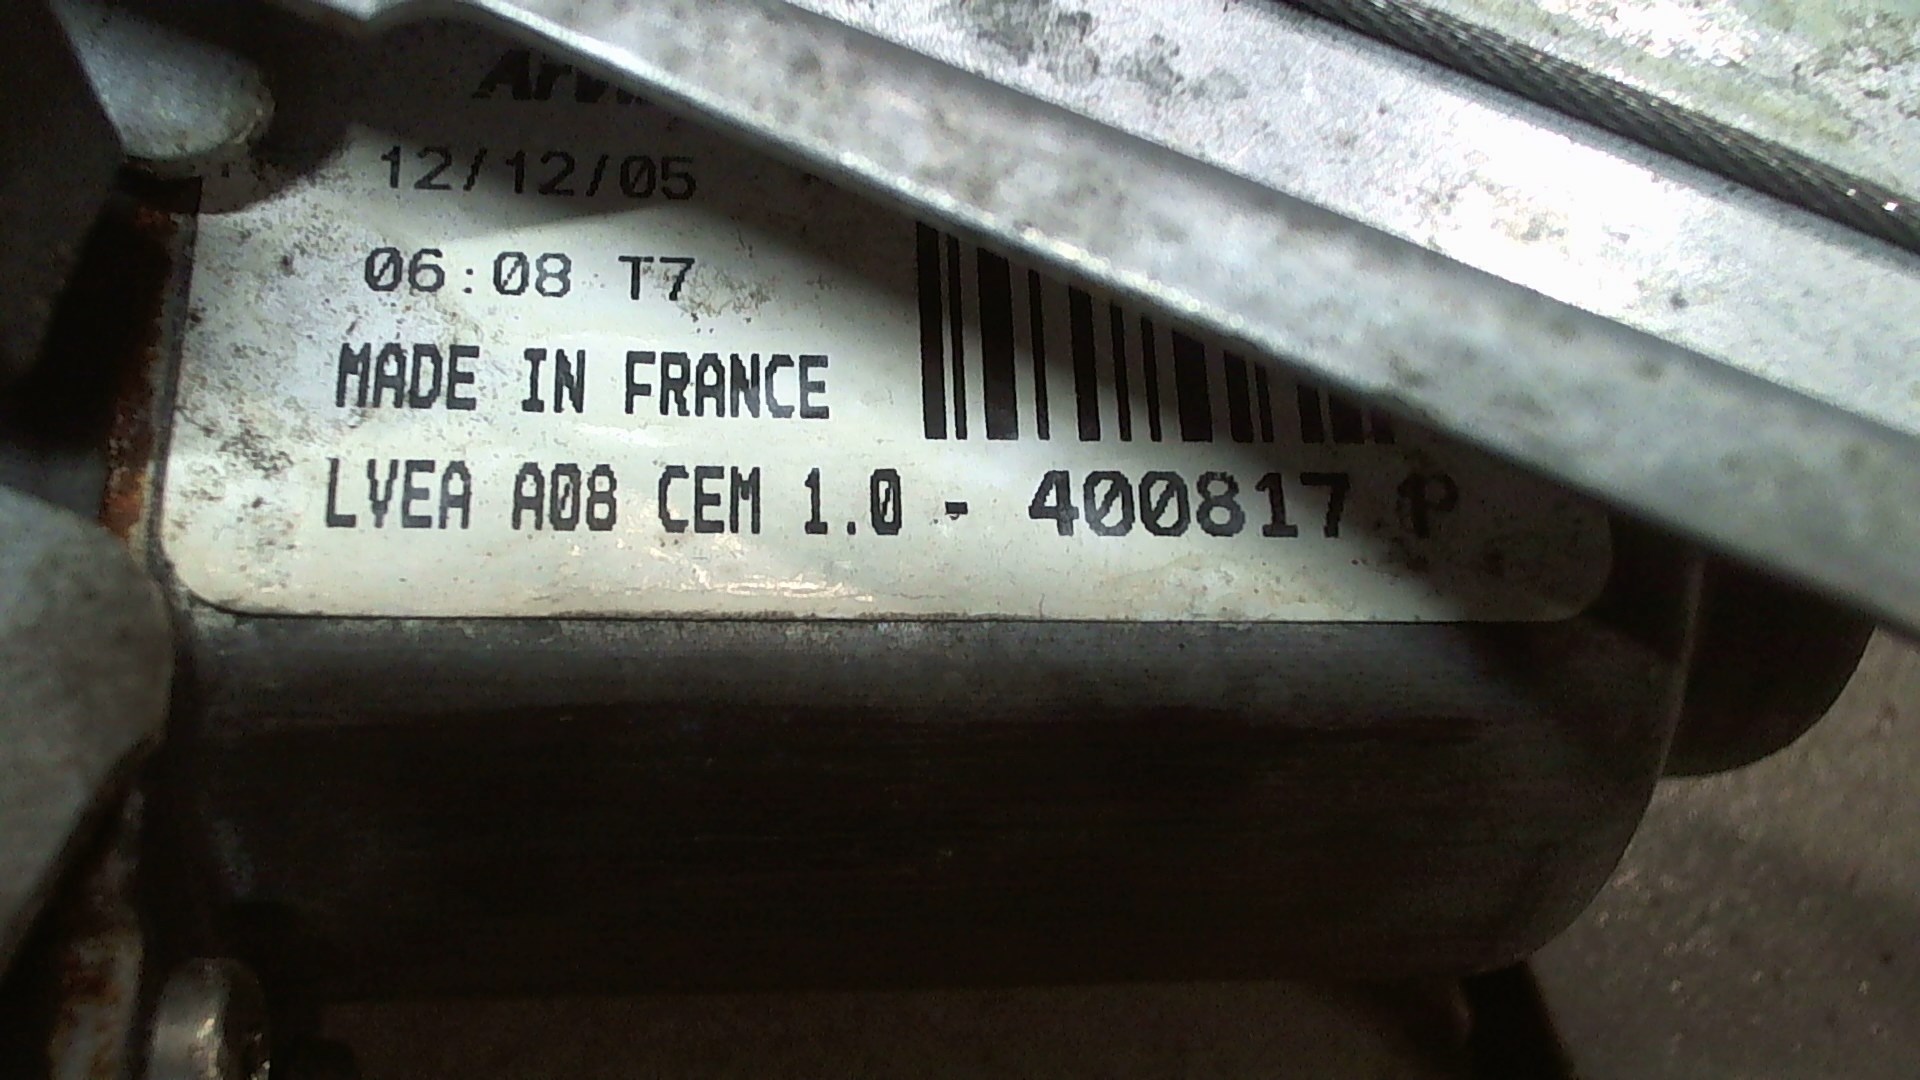 12/12/05
06:08 T7
MADE IN FRANCE
LVEA A08 CEM 1.0 - 400817 P